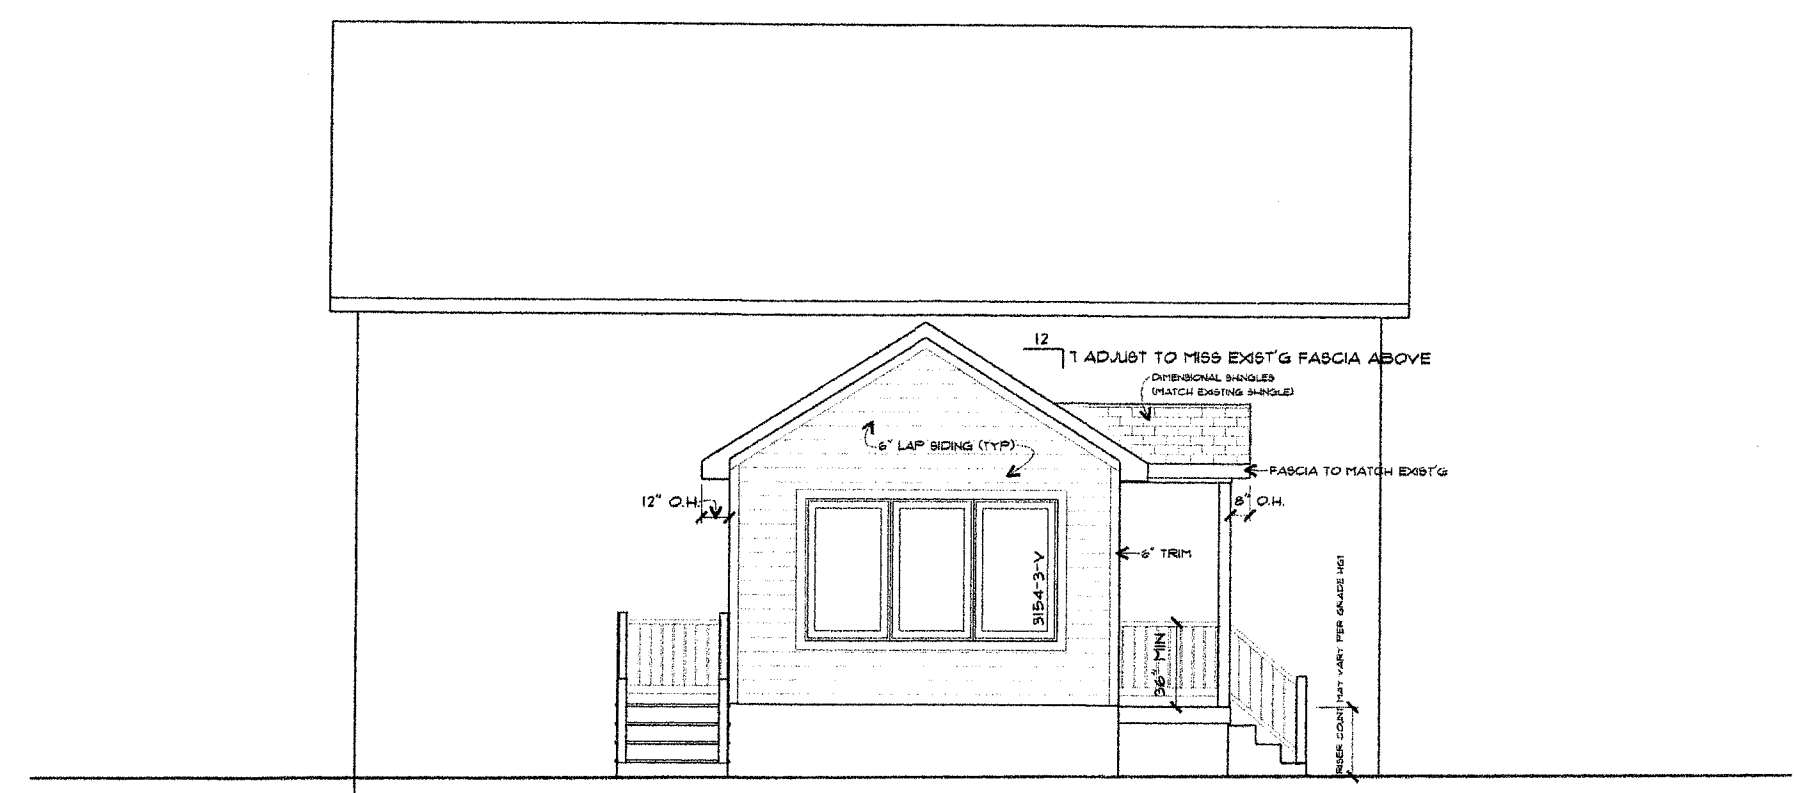 12
7 ADJUST TO MISS EXIST'G FASCIA ABOVE
DIMENSIONAL SHINGLES
(MATCH EXISTING SHINGLE)
6" LAP SIDING (TYP)
FASCIA TO MATCH EXIST'G
12" O.H.
8" O.H.
6" TRIM
3154-3-V
36" MIN
RISER COUNT MAY VARY PER GRADE HGT